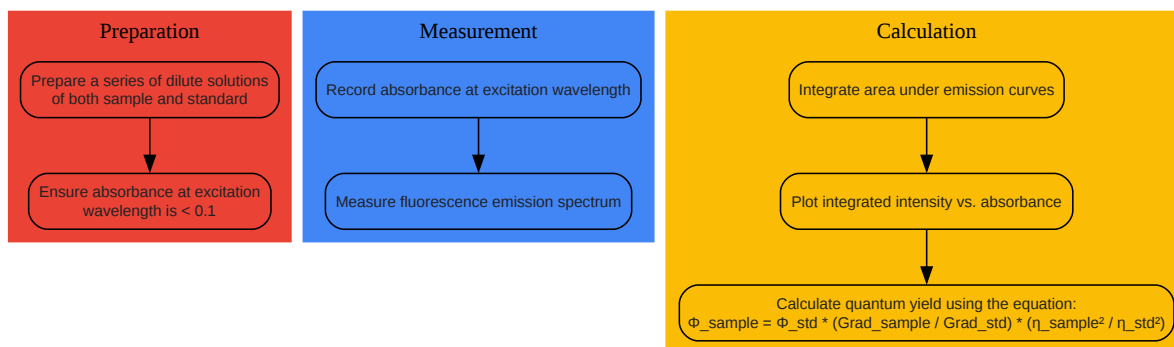 Preparation
Prepare a series of dilute solutions
of both sample and standard
Ensure absorbance at excitation
wavelength is < 0.1
Measurement
Record absorbance at excitation wavelength
Measure fluorescence emission spectrum
Calculation
Integrate area under emission curves
Plot integrated intensity vs. absorbance
Calculate quantum yield using the equation:
Φ_sample = Φ_std * (Grad_sample / Grad_std) * (η_sample² / η_std²)